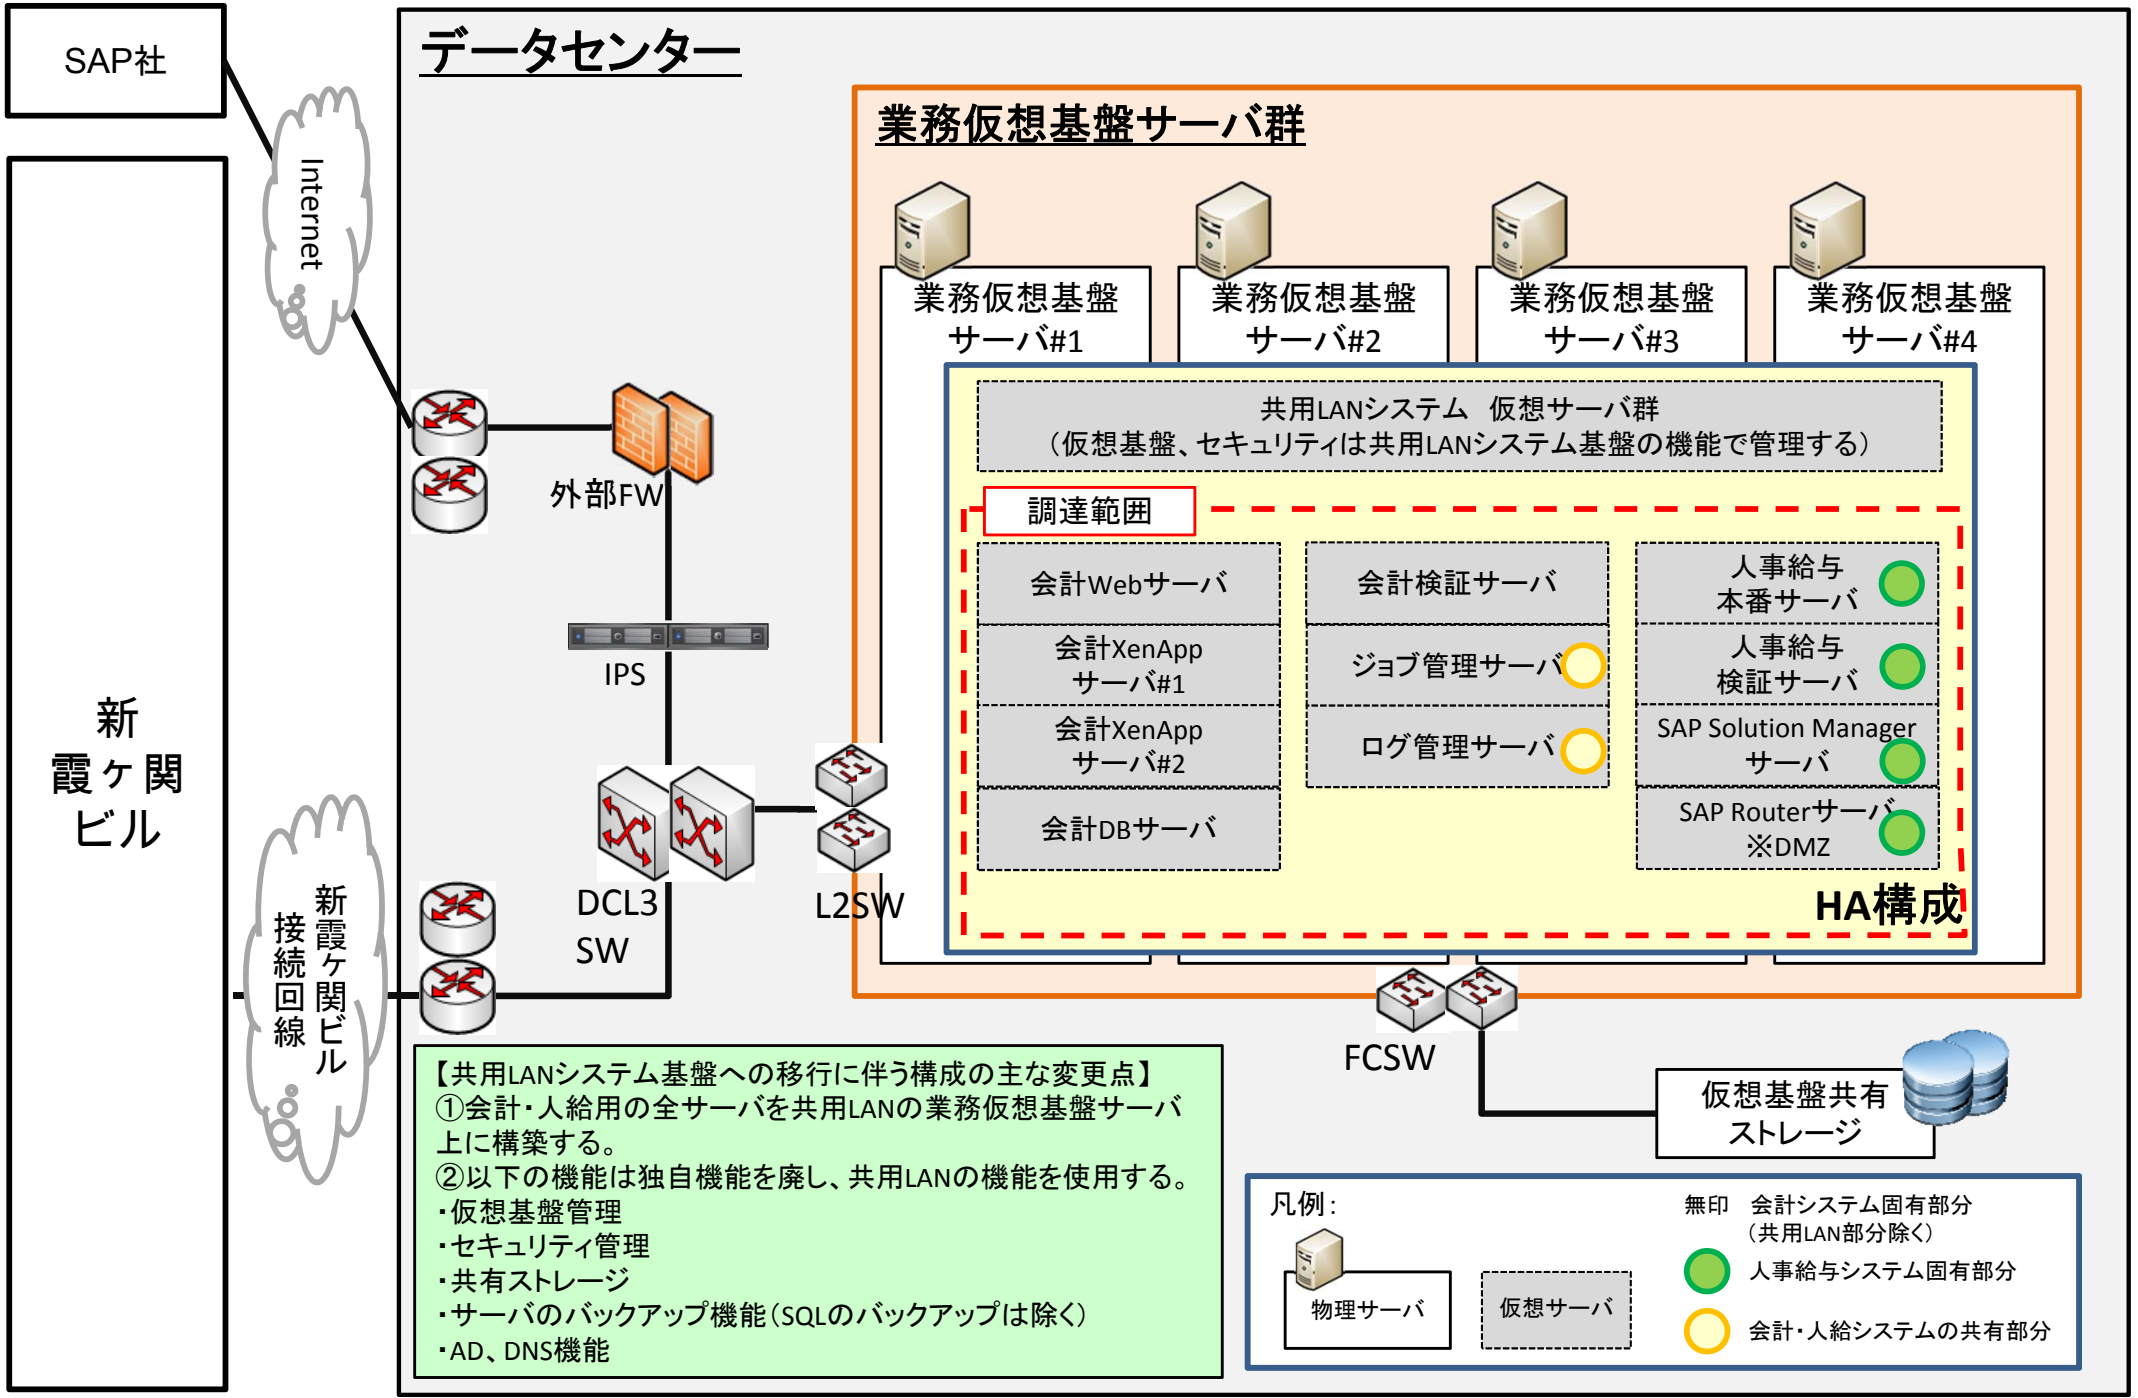 SAP社
新
霞ヶ関
ビル
Internet
新霞ヶ関ビル
接続回線
データセンター
業務仮想基盤サーバ群
業務仮想基盤
サーバ#1
業務仮想基盤
サーバ#2
業務仮想基盤
サーバ#3
業務仮想基盤
サーバ#4
共用LANシステム　仮想サーバ群
（仮想基盤、セキュリティは共用LANシステム基盤の機能で管理する）
調達範囲
会計Webサーバ
会計XenApp
サーバ#1
会計XenApp
サーバ#2
会計DBサーバ
会計検証サーバ
ジョブ管理サーバ
ログ管理サーバ
人事給与
本番サーバ
人事給与
検証サーバ
SAP Solution Manager
サーバ
SAP Routerサーバ
※DMZ
HA構成
外部FW
IPS
DCL3
SW
L2SW
FCSW
仮想基盤共有
ストレージ
【共用LANシステム基盤への移行に伴う構成の主な変更点】
①会計・人給用の全サーバを共用LANの業務仮想基盤サーバ
上に構築する。
②以下の機能は独自機能を廃し、共用LANの機能を使用する。
・仮想基盤管理
・セキュリティ管理
・共有ストレージ
・サーバのバックアップ機能（SQLのバックアップは除く）
・AD、DNS機能
凡例：
物理サーバ
仮想サーバ
無印　会計システム固有部分
（共用LAN部分除く）
人事給与システム固有部分
会計・人給システムの共有部分